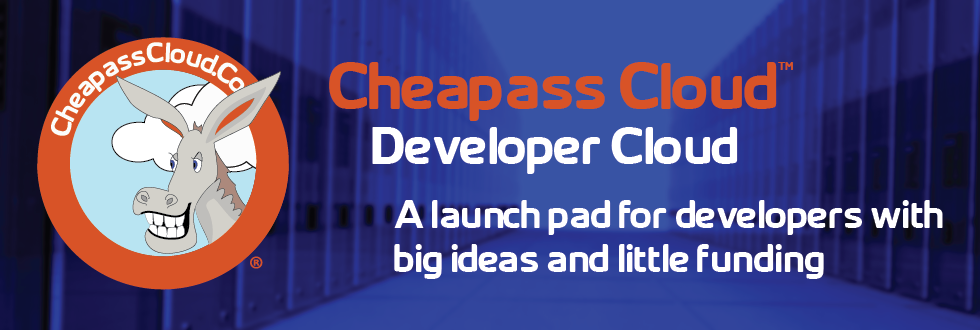 CheapassCloud.Co
Cheapass Cloud™
Developer Cloud
A launch pad for developers with
big ideas and little funding
®